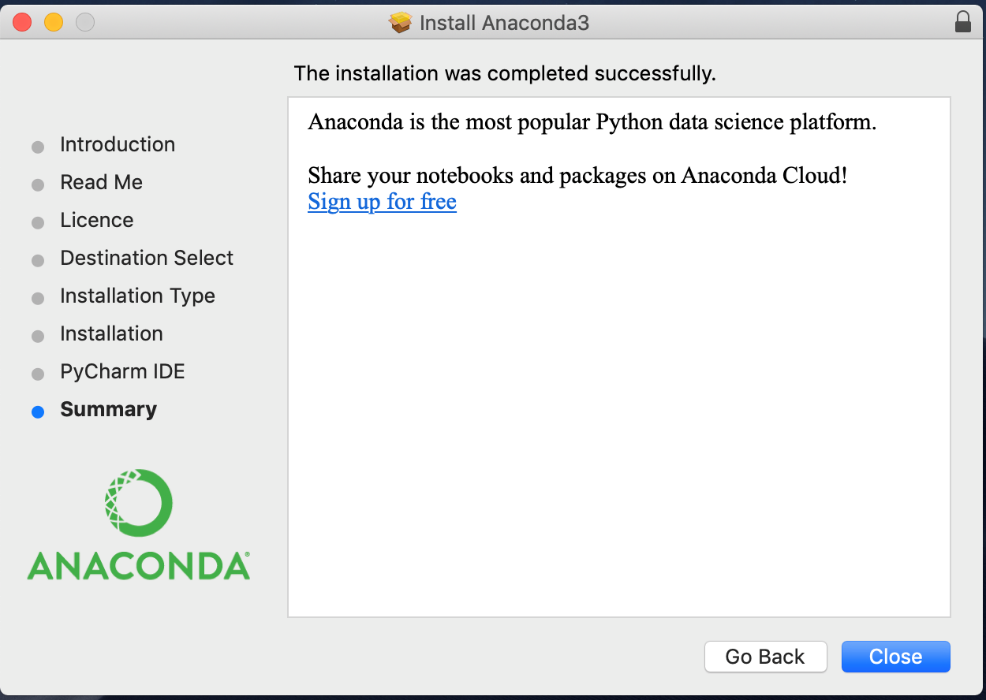 Install Anaconda3
The installation was completed successfully.
Introduction
Read Me
Licence
Destination Select
Installation Type
Installation
PyCharm IDE
Summary
ANACONDA®
Anaconda is the most popular Python data science platform.
Share your notebooks and packages on Anaconda Cloud!
Sign up for free
Go Back
Close